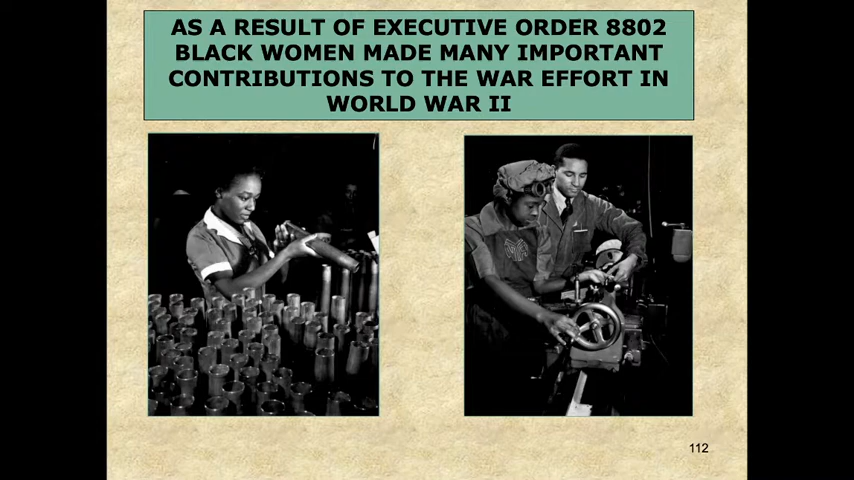 AS A RESULT OF EXECUTIVE ORDER 8802
BLACK WOMEN MADE MANY IMPORTANT
CONTRIBUTIONS TO THE WAR EFFORT IN
WORLD WAR II
112